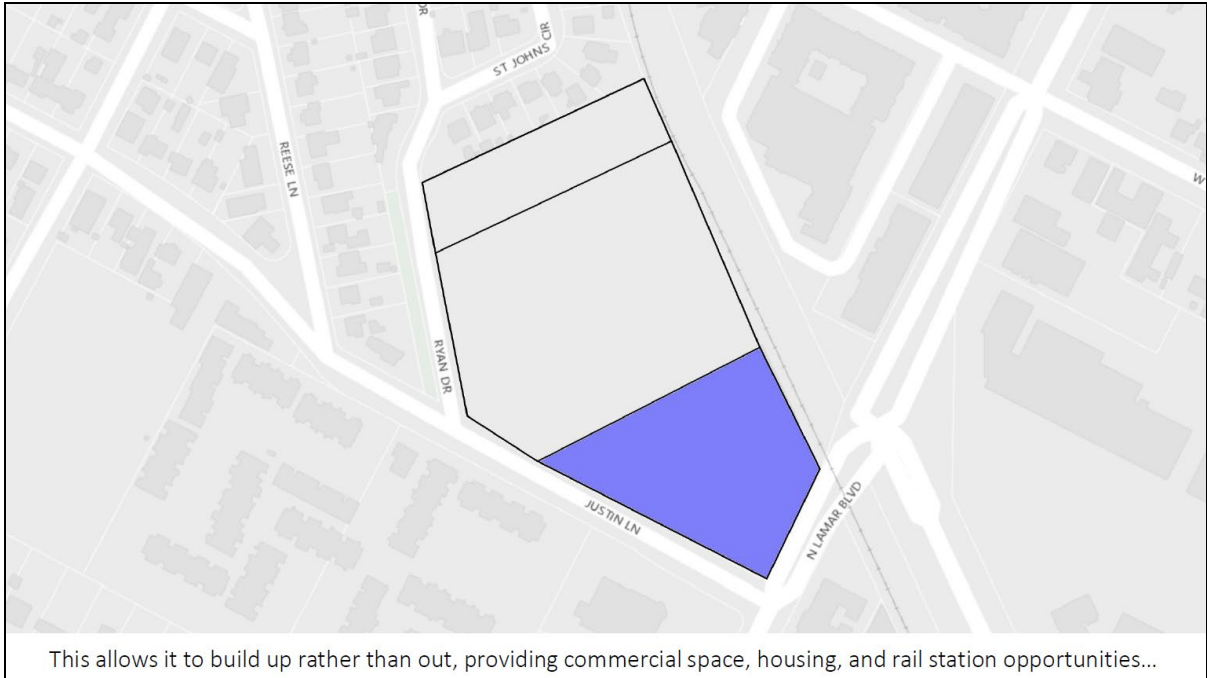 DR
ST JOHNS CIR
REESE LN
RYAN DR
W
JUSTIN LN
N LAMAR BLVD
This allows it to build up rather than out, providing commercial space, housing, and rail station opportunities...